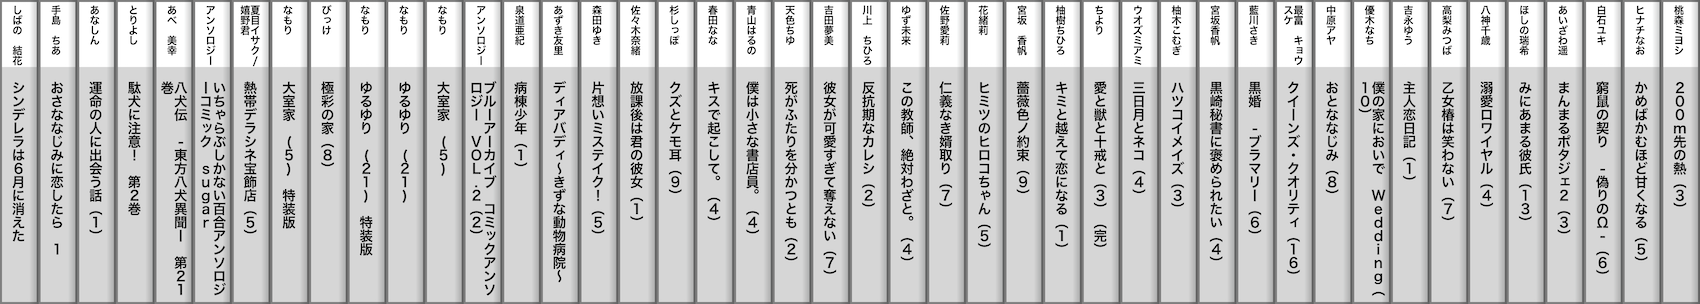 桃森ミヨシ
２００ｍ先の熱（３）
ヒナチなお
かめばかむほど甘くなる（５）
白石ユキ
窮鼠の契り　-偽りのΩ-（６）
あいざわ遥
まんまるポタジェ２（３）
ほしの瑞希
みにあまる彼氏（１３）
八神千歳
溺愛ロワイヤル（４）
高梨みつば
乙女椿は笑わない（７）
吉永ゆう
主人恋日記（１）
優木なち
僕の家においで　Ｗｅｄｄｉｎｇ（
１０）
中原アヤ
おとななじみ（８）
最富　キョウ
スケ
クイーンズ・クオリティ（１６）
藍川さき
黒婚　-ブラマリー（６）
宮坂香帆
黒崎秘書に褒められたい（４）
柚木こむぎ
ハツコイメイズ（３）
ウオズミアミ
三日月とネコ（４）
ちより
愛と獣と十戒と（３）（完）
柚樹ちひろ
キミと越えて恋になる（１）
宮坂　香帆
薔薇色ノ約束（９）
花緒莉
ヒミツのヒロコちゃん（５）
佐野愛莉
仁義なき婿取り（７）
ゆず未来
この教師、絶対わざと。（４）
川上　ちひろ
反抗期なカレシ（２）
吉田夢美
彼女が可愛すぎて奪えない（７）
天色ちゆ
死がふたりを分かつとも（２）
青山はるの
僕は小さな書店員。（４）
春田なな
キスで起こして。（４）
杉しっぽ
クズとケモ耳（９）
佐々木奈緒
放課後は君の彼女（１）
森田ゆき
片想いミステイク！（５）
あずき友里
ディアバディ〜きずな動物病院〜
泉道亜紀
病棟少年（１）
アンソロジー
ブルーアーカイブ　コミックアンソ
ロジー　ＶＯＬ．２（２）
なもり
大室家　（５）
なもり
ゆるゆり　（２１）
なもり
ゆるゆり　（２１）　特装版
びっけ
極彩の家（８）
なもり
大室家　（５）　特装版
夏目イサク/
嬉野君
熱帯デラシネ宝飾店（５）
アンソロジー
いちゃらぶしかない百合アンソロジ
ーコミック　ｓｕｇａｒ
あべ　美幸
八犬伝　-東方八犬異聞ー　第２１
巻
とりよし
駄犬に注意！　第２巻
あなしん
運命の人に出会う話（１）
手島　ちあ
おさななじみに恋したら　１
しばの　結花
シンデレラは６月に消えた